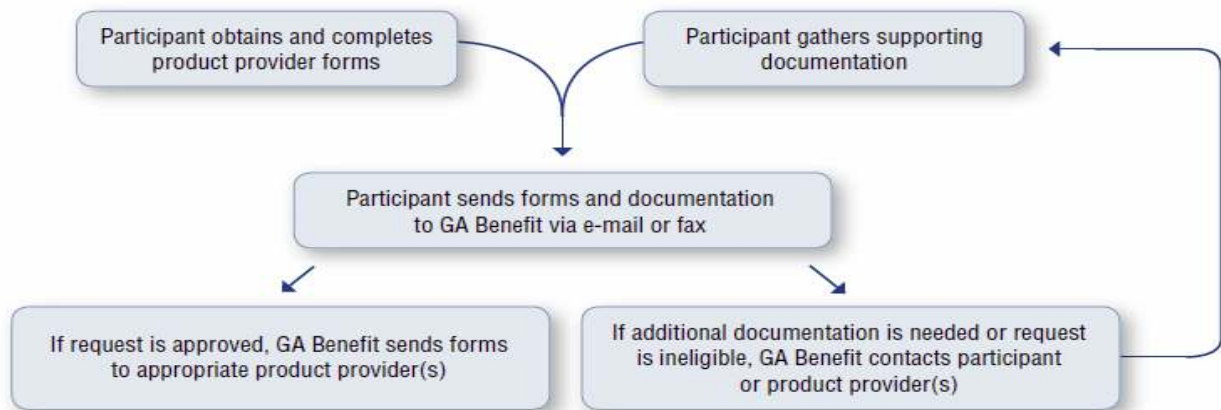 Participant obtains and completes
product provider forms
Participant gathers supporting
documentation
Participant sends forms and documentation
to GA Benefit via e-mail or fax
If request is approved, GA Benefit sends forms
to appropriate product provider(s)
If additional documentation is needed or request
is ineligible, GA Benefit contacts participant
or product provider(s)